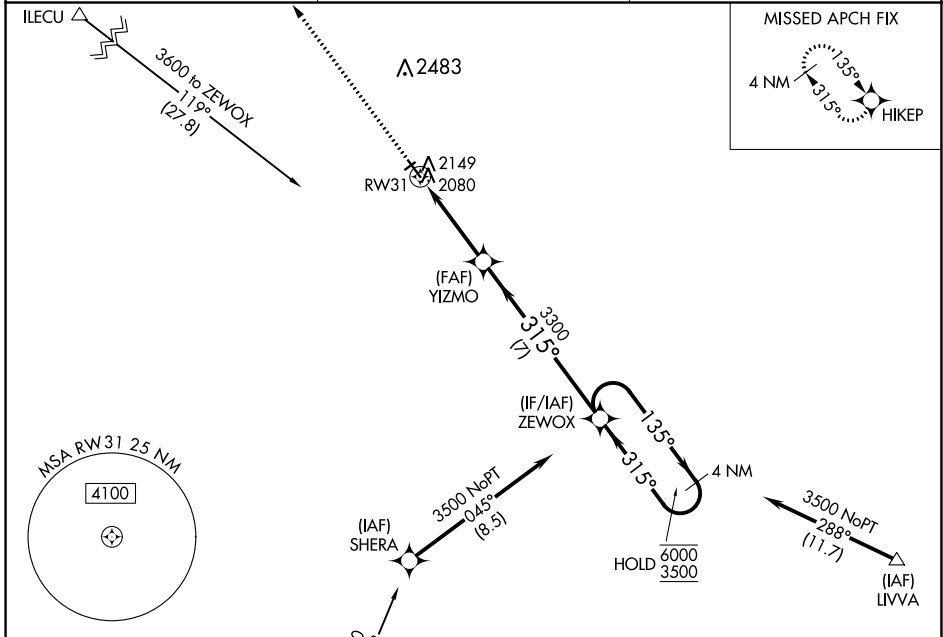 ILECU
3600 to ZEWOX
119°
(27.8)
2483
MISSED APCH FIX
4 NM
135°
315°
HIKEP
2149
RW31
2080
(FAF)
YIZMO
3300
315°
(7)
(IF/IAF)
ZEWOX
135°
315°
4 NM
MSA RW31 25 NM
4100
3500 NoPT
045°
(8.5)
(IAF)
SHERA
HOLD
6000
3500
3500 NoPT
288°
(11.7)
(IAF)
LIVVA